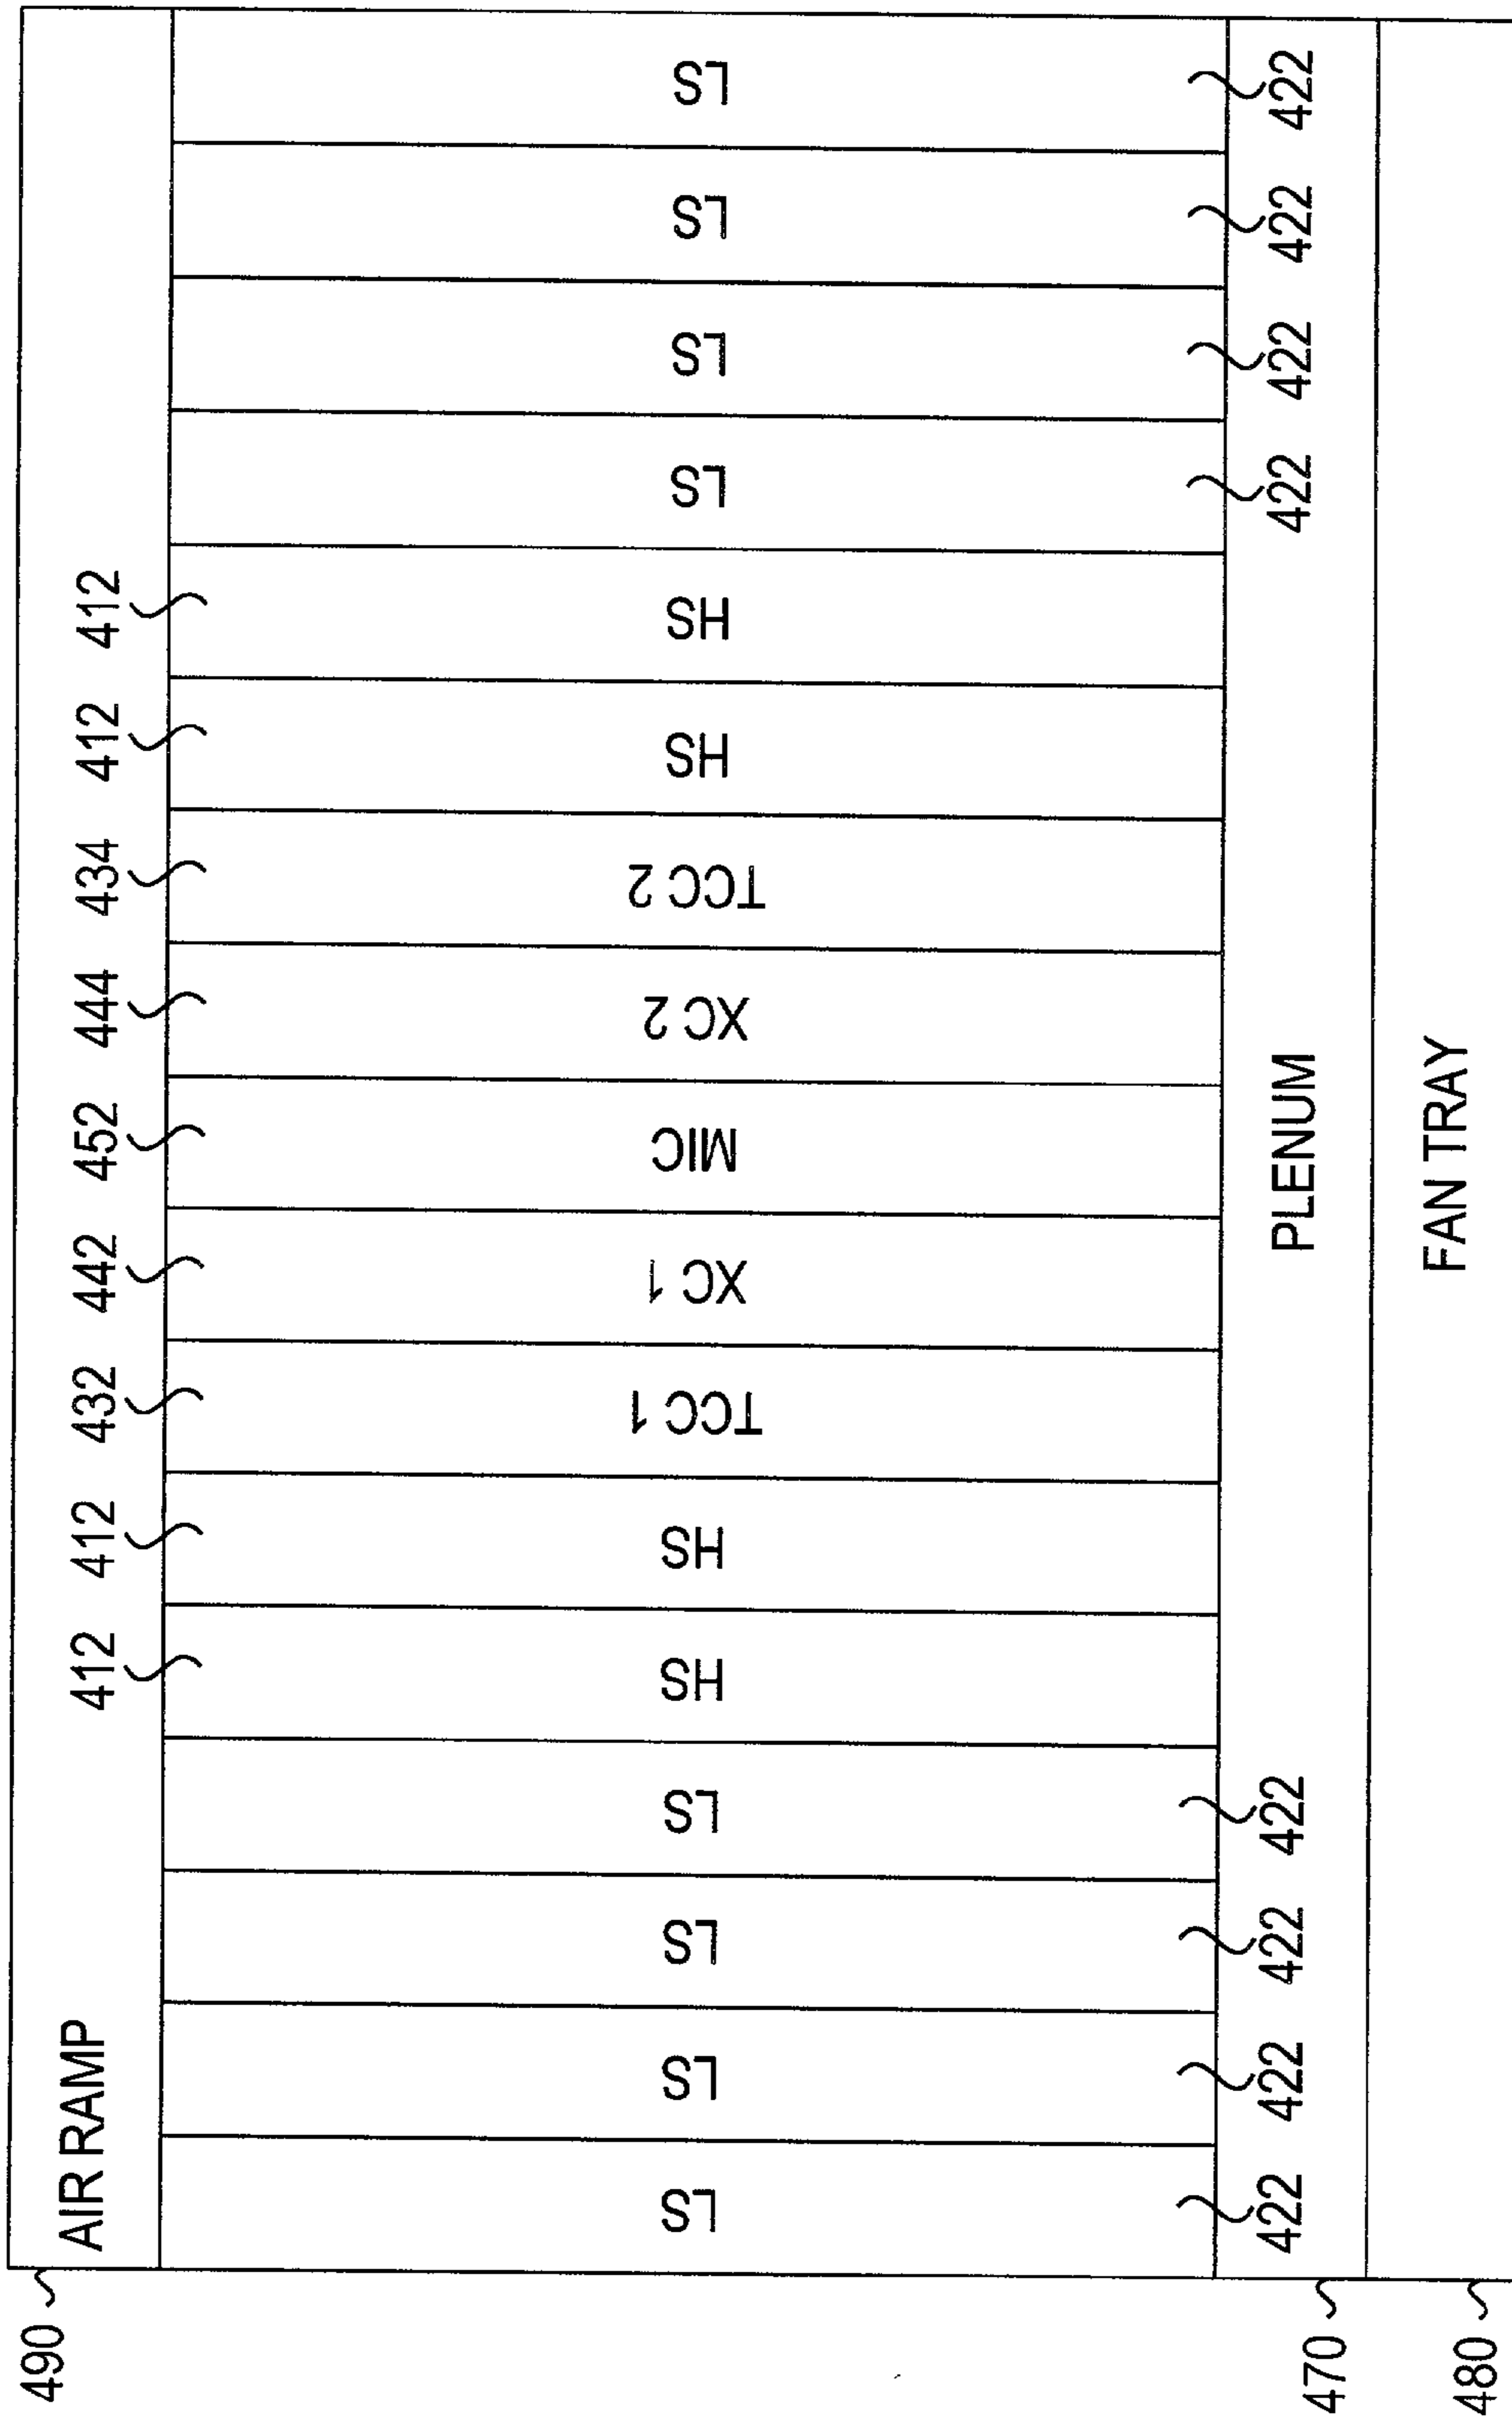 490
AIR RAMP
412 412 432 442 452 444 434 412 412
LS
LS
LS
LS
HS
HS
TCC 1
XC 1
MIC
XC 2
TCC 2
HS
HS
LS
LS
LS
LS
422 422 422 422 422 422 422 422
470
PLENUM
480
FAN TRAY